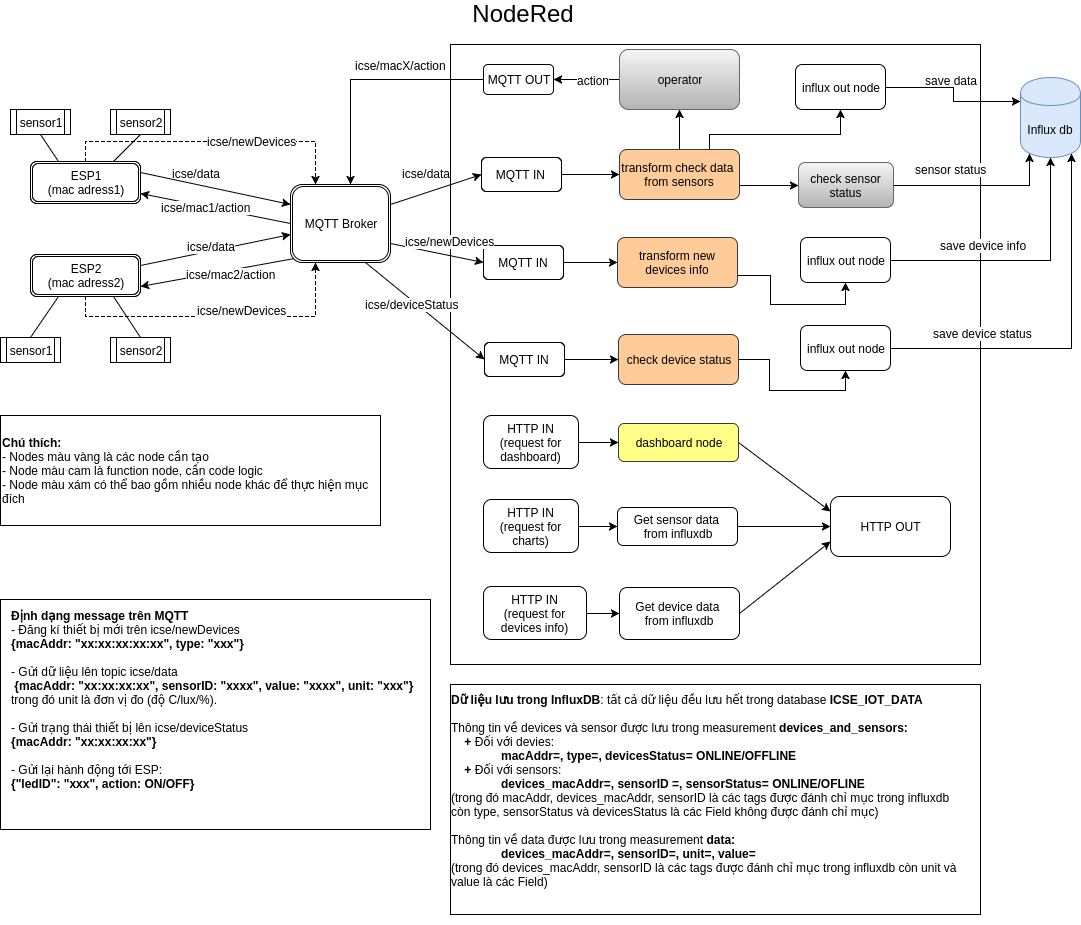 NodeRed
icse/macX/action
MQTT OUT
action
operator
influx out node
save data
Influx db
sensor1
sensor2
icse/newDevices
ESP1
(mac adress1)
icse/data
icse/mac1/action
MQTT Broker
icse/data
MQTT IN
transform check data
from sensors
check sensor
status
sensor status
icse/data
icse/newDevices
MQTT IN
transform new
devices info
influx out node
save device info
ESP2
(mac adress2)
icse/mac2/action
icse/newDevices
icse/deviceStatus
sensor1
sensor2
MQTT IN
check device status
influx out node
save device status
HTTP IN
(request for
dashboard)
dashboard node
HTTP IN
(request for
charts)
Get sensor data
from influxdb
HTTP OUT
HTTP IN
(request for
devices info)
Get device data
from influxdb
Chú thích:
- Nodes màu vàng là các node cần tạo
- Node màu cam là function node, cần code logic
- Node màu xám có thể bao gồm nhiều node khác để thực hiện mục
đích
Định dạng message trên MQTT
- Đăng kí thiết bị mới trên icse/newDevices
{macAddr: "xx:xx:xx:xx:xx", type: "xxx"}
- Gửi dữ liệu lên topic icse/data
{macAddr: "xx:xx:xx:xx", sensorID: "xxxx", value: "xxxx", unit: "xxx"}
trong đó unit là đơn vị đo (độ C/lux/%).
- Gửi trạng thái thiết bị lên icse/deviceStatus
{macAddr: "xx:xx:xx:xx"}
- Gửi lại hành động tới ESP:
{"ledID": "xxx", action: ON/OFF}
Dữ liệu lưu trong InfluxDB: tất cả dữ liệu đều lưu hết trong database ICSE_IOT_DATA
Thông tin về devices và sensor được lưu trong measurement devices_and_sensors:
+ Đối với devies:
macAddr=, type=, devicesStatus= ONLINE/OFFLINE
+ Đối với sensors:
devices_macAddr=, sensorID =, sensorStatus= ONLINE/OFLINE
(trong đó macAddr, devices_macAddr, sensorID là các tags được đánh chỉ mục trong influxdb
còn type, sensorStatus và devicesStatus là các Field không được đánh chỉ mục)
Thông tin về data được lưu trong measurement data:
devices_macAddr=, sensorID=, unit=, value=
(trong đó devices_macAddr, sensorID là các tags được đánh chỉ mục trong influxdb còn unit và
value là các Field)